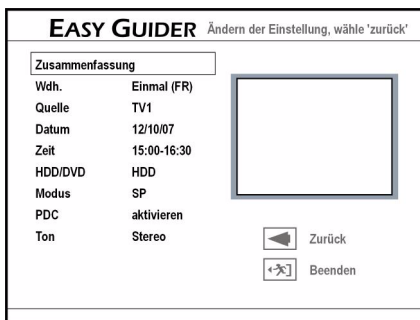 EASY GUIDER Ändern der Einstellung, wähle 'zurück'
Zusammenfassung
Wdh. Einmal (FR)
Quelle TV1
Datum 12/10/07
Zeit 15:00-16:30
HDD/DVD HDD
Modus SP
PDC aktivieren
Ton Stereo
Zurück
Beenden